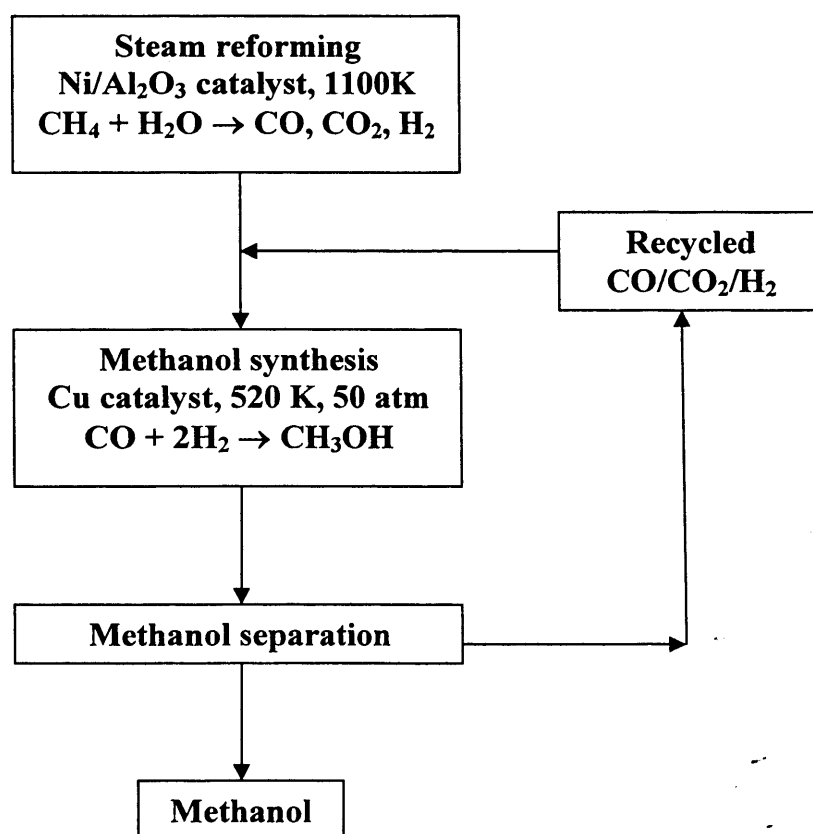 Steam reforming
Ni/Al₂O₃ catalyst, 1100K
CH₄ + H₂O → CO, CO₂, H₂
Recycled
CO/CO₂/H₂
Methanol synthesis
Cu catalyst, 520 K, 50 atm
CO + 2H₂ → CH₃OH
Methanol separation
Methanol